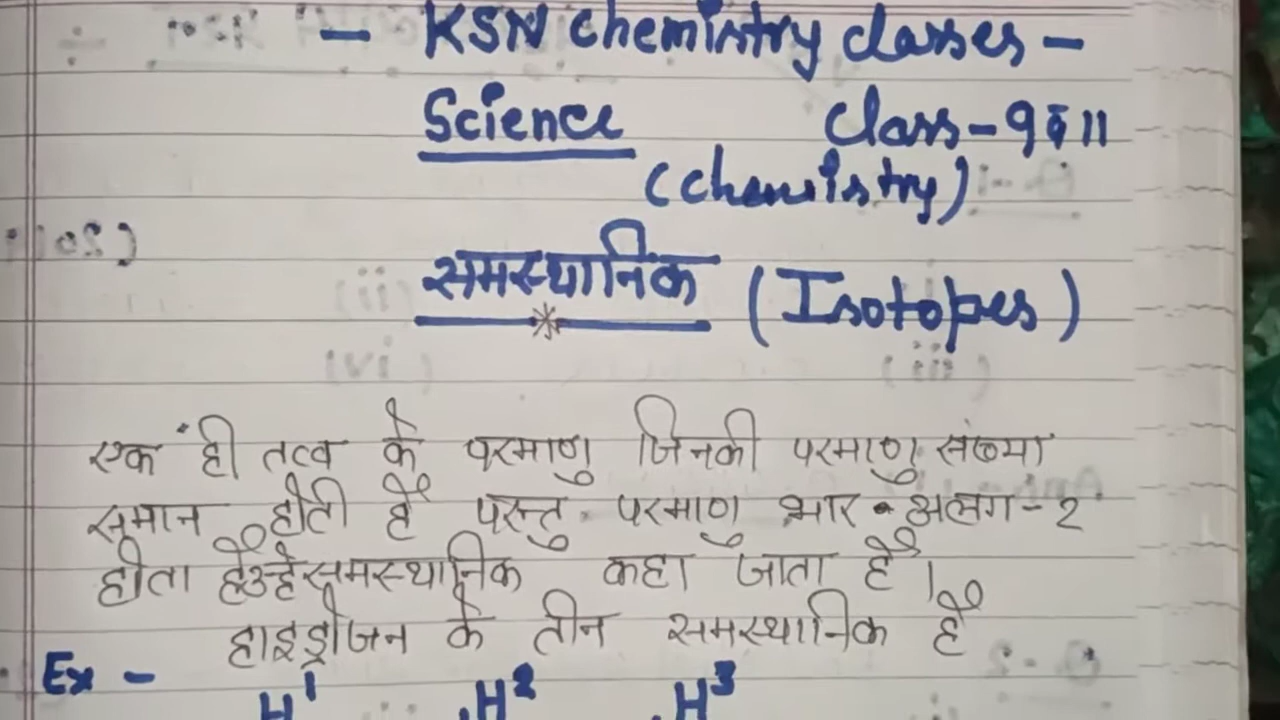 - KSN chemistry classes -
Science Class-9 व 11
(chemistry)
समस्थानिक (Isotopes)
एक ही तत्व के परमाणु जिनकी परमाणु संख्या
समान होती है परन्तु परमाणु भार अलग-2
होता है उन्हे समस्थानिक कहा जाता है।
हाइड्रोजन के तीन समस्थानिक है
Ex - H¹ H² H³